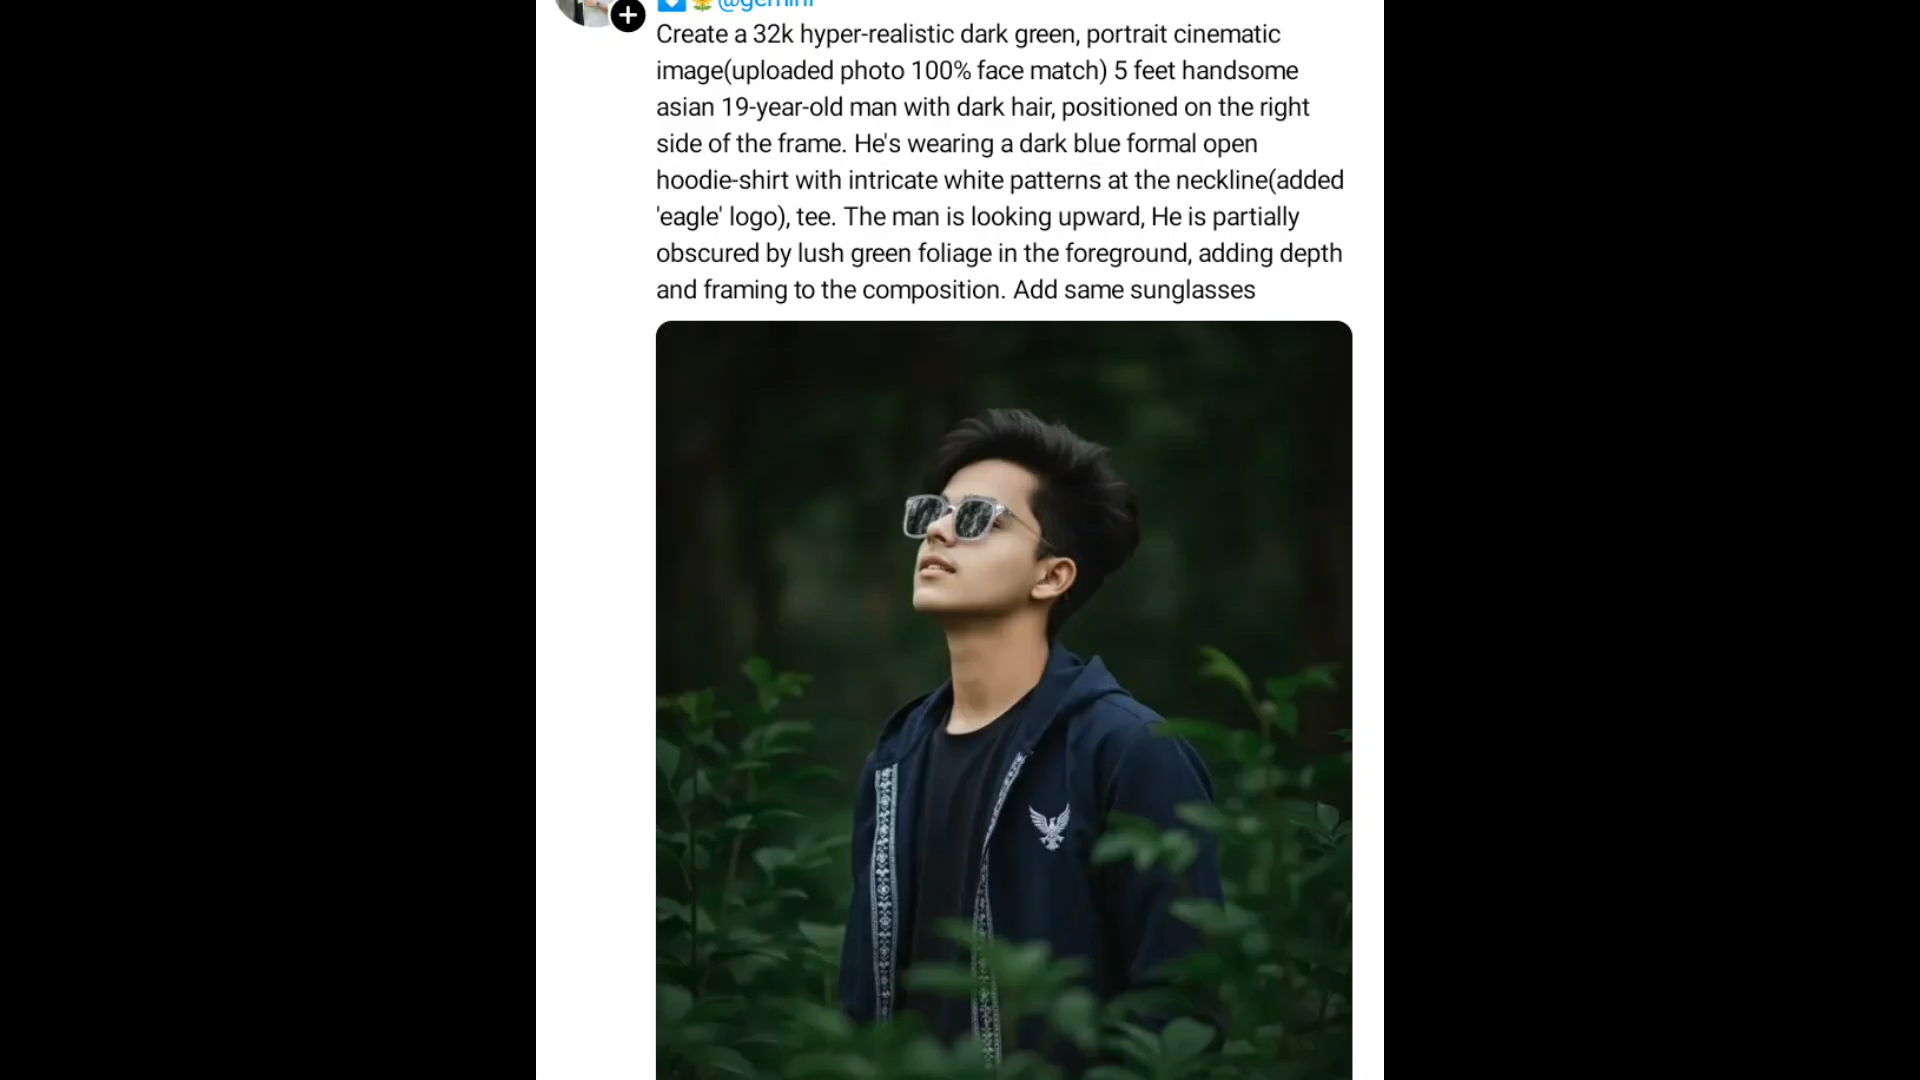 @gemini
Create a 32k hyper-realistic dark green, portrait cinematic
image(uploaded photo 100% face match) 5 feet handsome
asian 19-year-old man with dark hair, positioned on the right
side of the frame. He's wearing a dark blue formal open
hoodie-shirt with intricate white patterns at the neckline(added
'eagle' logo), tee. The man is looking upward, He is partially
obscured by lush green foliage in the foreground, adding depth
and framing to the composition. Add same sunglasses